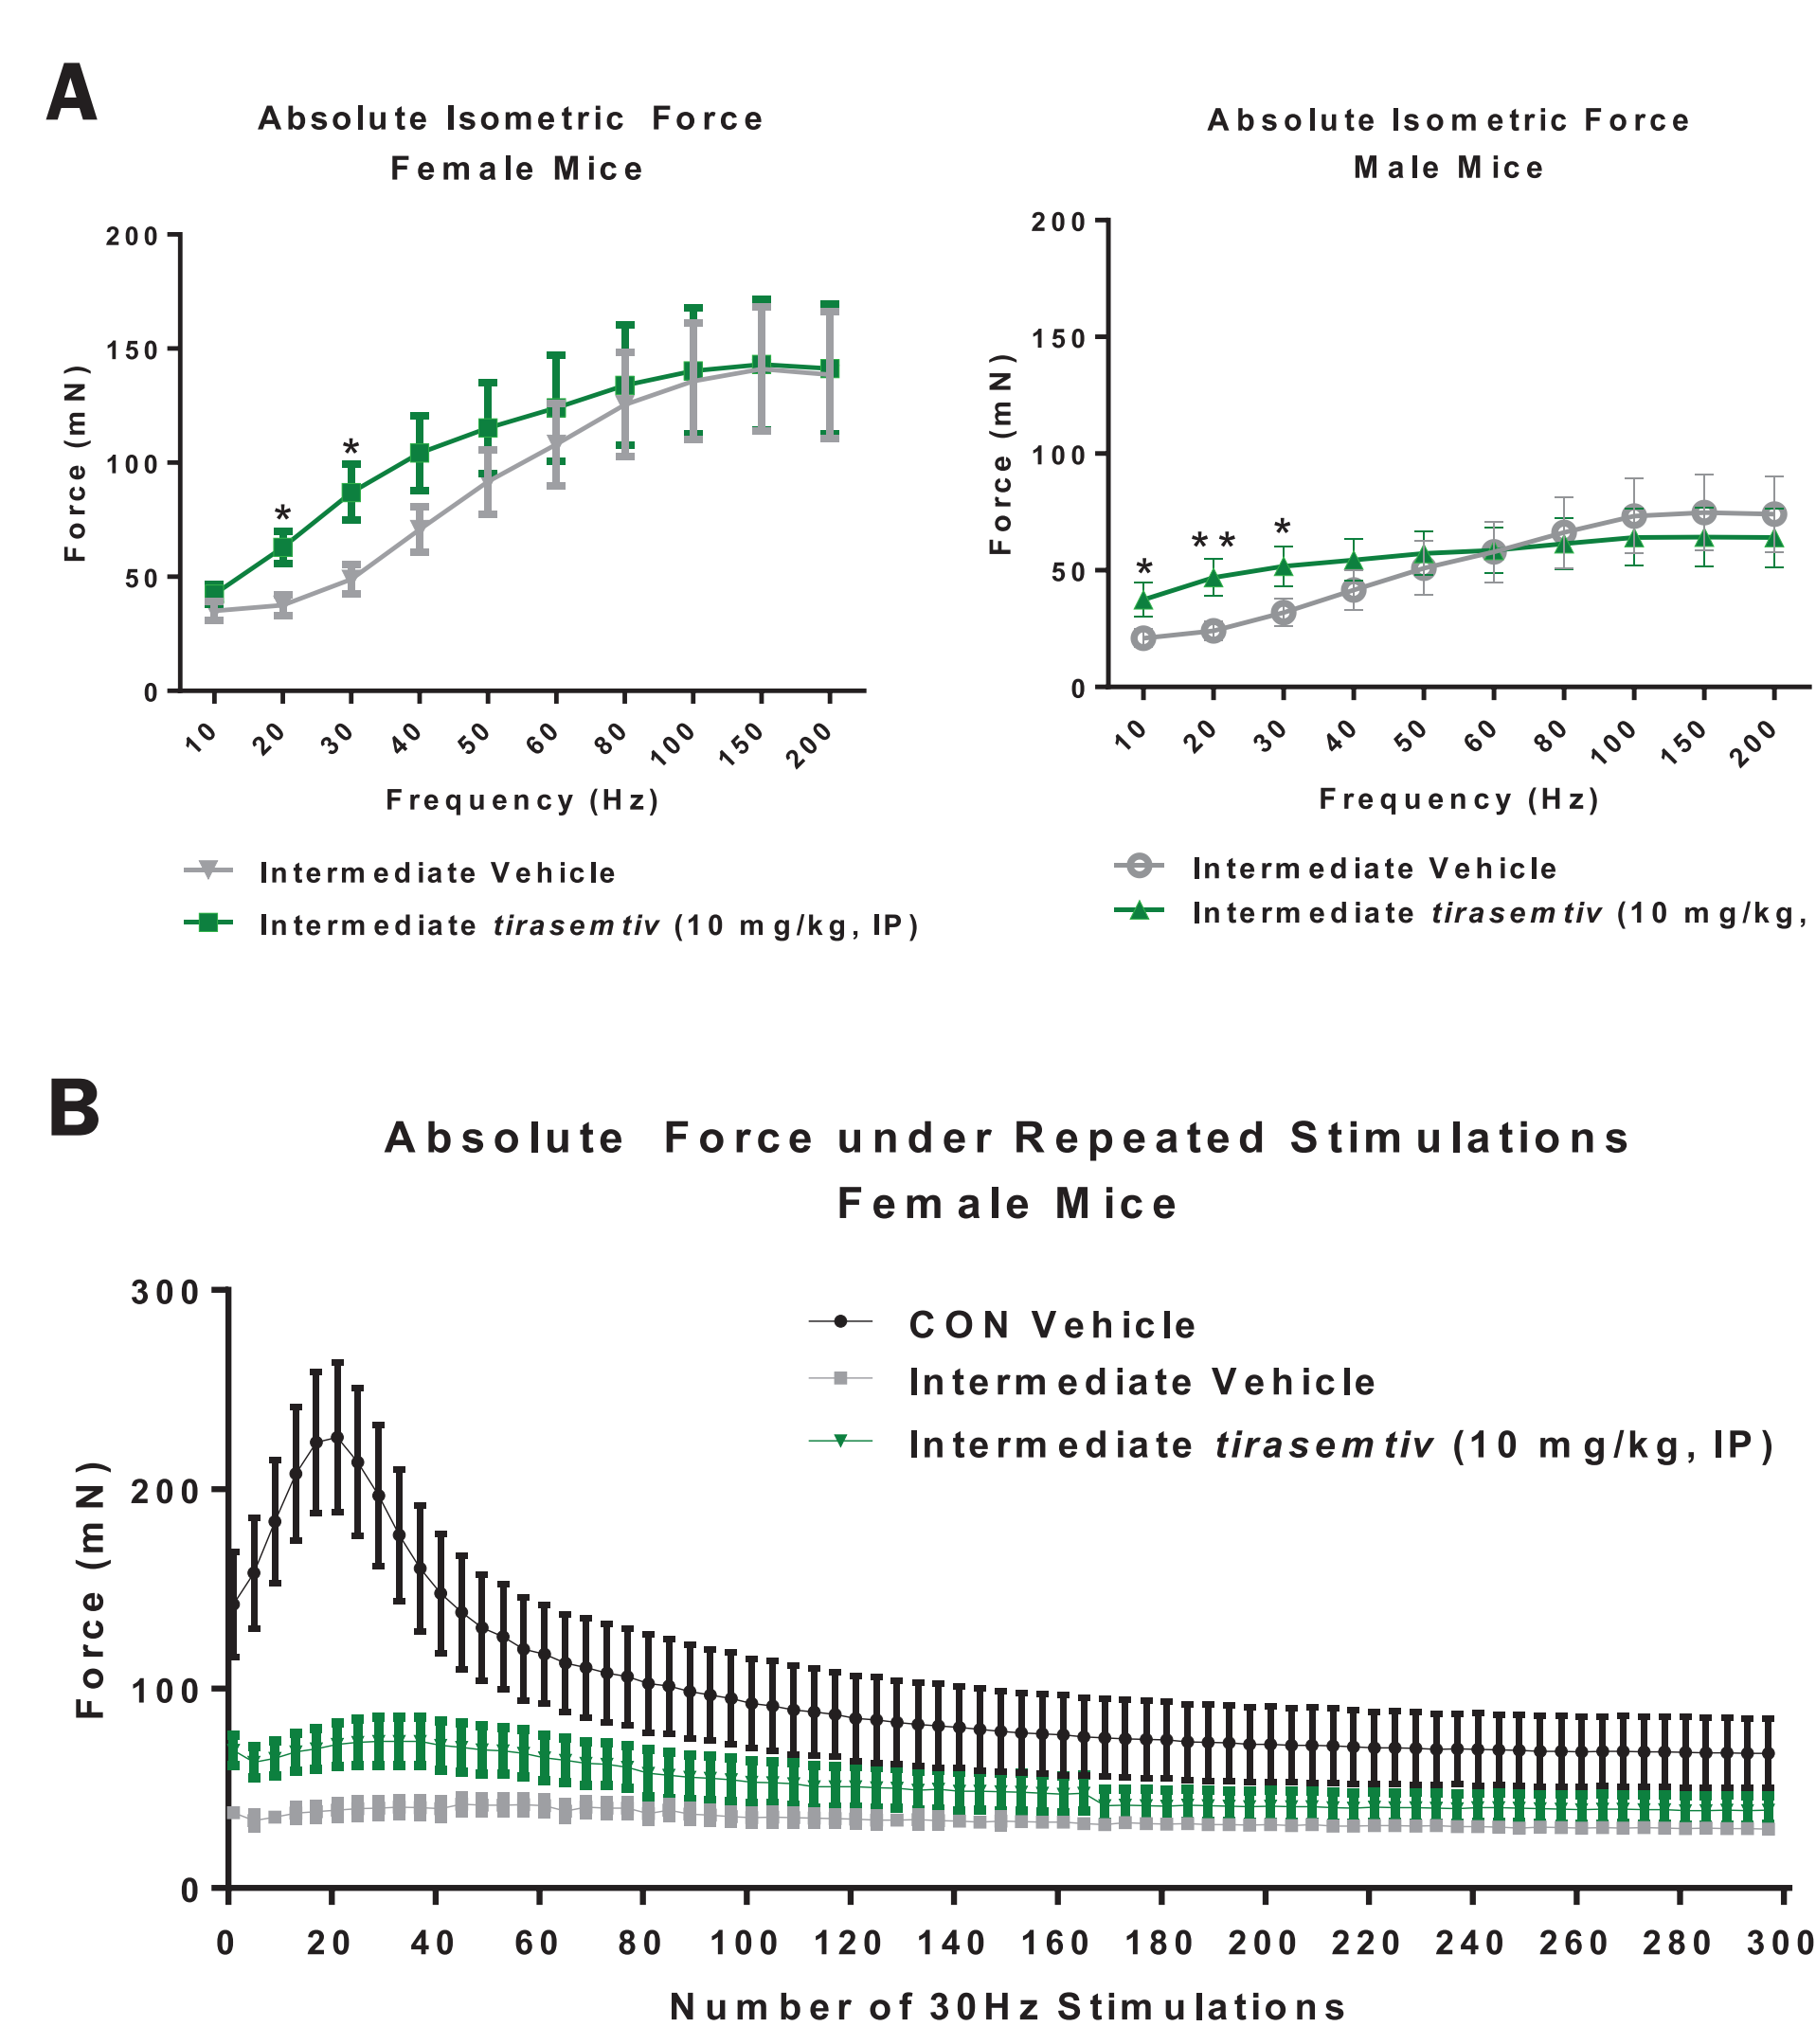 A
Absolute Isometric Force
Female Mice
200
150
100
50
0
Force (mN)
*
*
10 20 30 40 50 60 80 100 150 200
Frequency (Hz)
Intermediate Vehicle
Intermediate tirasemtiv (10 mg/kg, IP)
Absolute Isometric Force
Male Mice
200
150
100
50
0
Force (mN)
*
**
*
10 20 30 40 50 60 80 100 150 200
Frequency (Hz)
Intermediate Vehicle
Intermediate tirasemtiv (10 mg/kg,
B
Absolute Force under Repeated Stimulations
Female Mice
300
200
100
0
Force (mN)
CON Vehicle
Intermediate Vehicle
Intermediate tirasemtiv (10 mg/kg, IP)
0 20 40 60 80 100 120 140 160 180 200 220 240 260 280 300
Number of 30Hz Stimulations